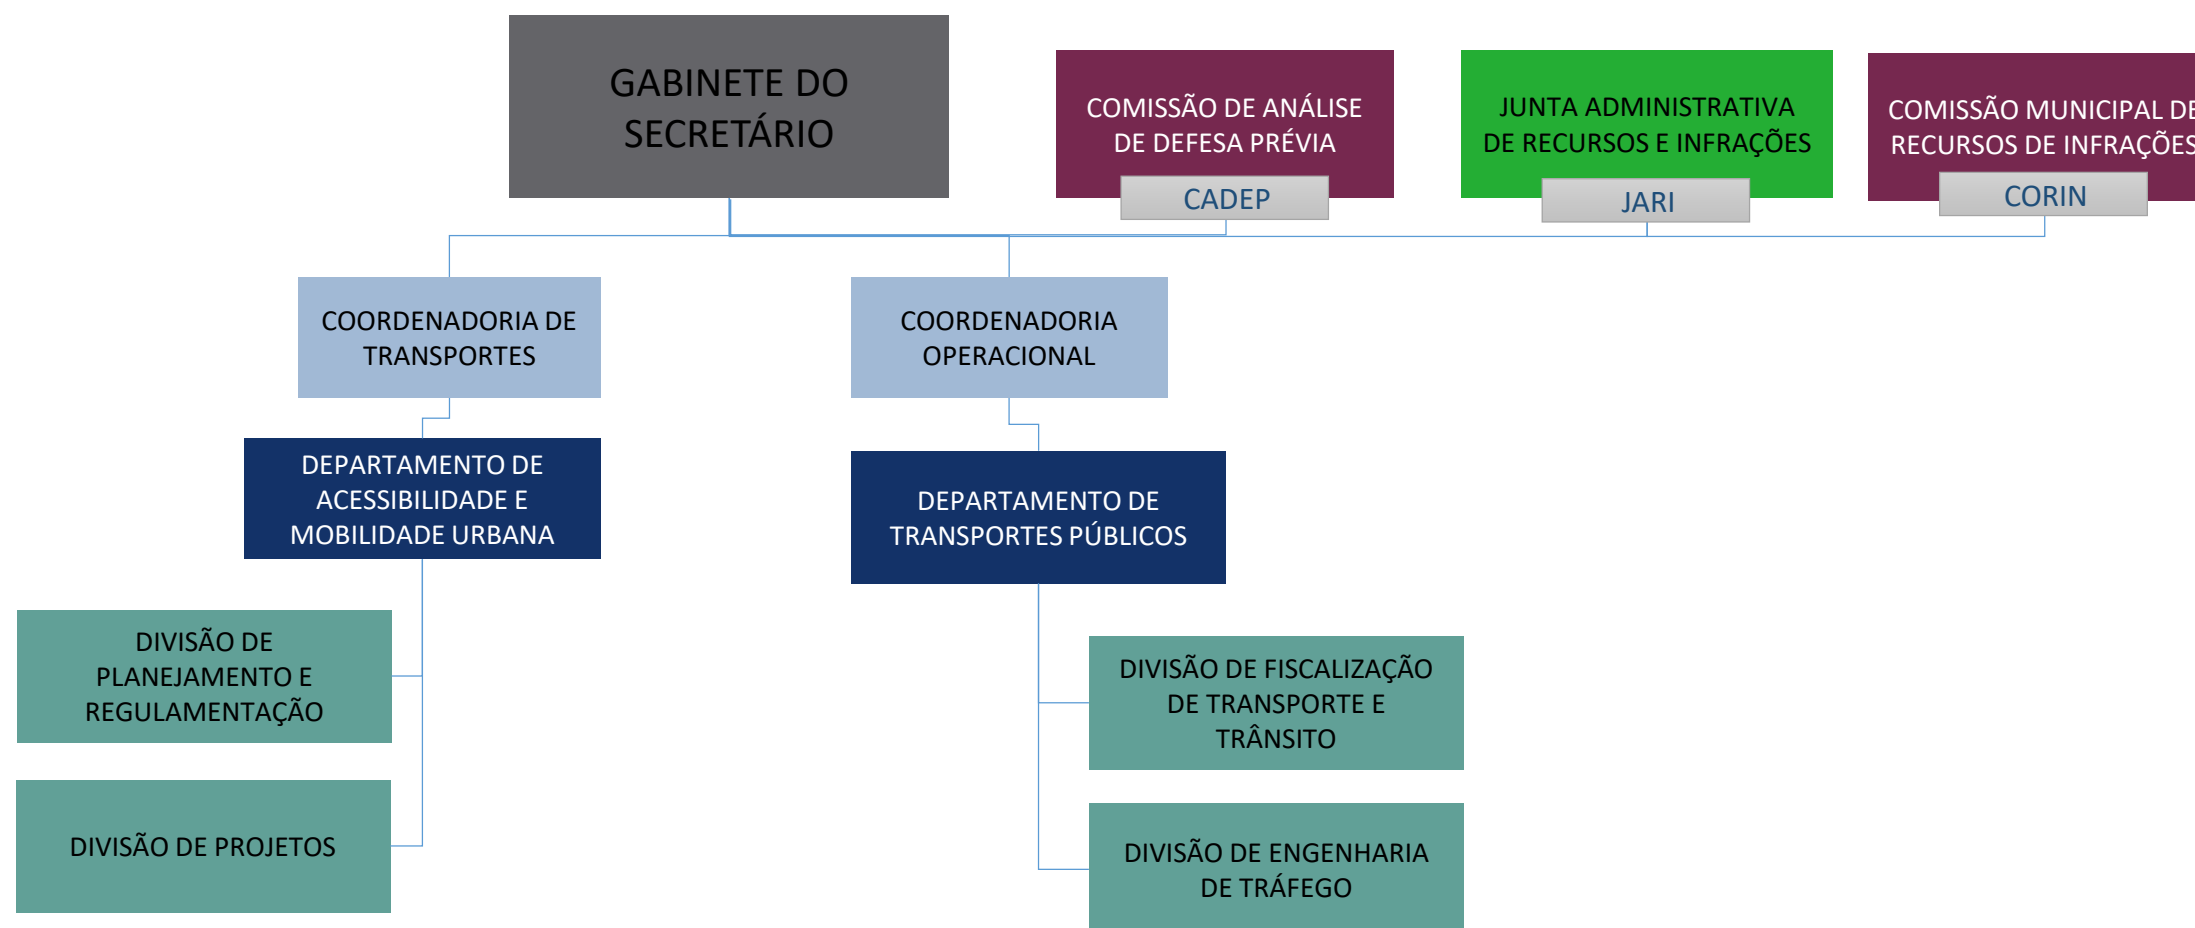 GABINETE DO
SECRETÁRIO
COMISSÃO DE ANÁLISE
DE DEFESA PRÉVIA
CADEP
JUNTA ADMINISTRATIVA
DE RECURSOS E INFRAÇÕES
JARI
COMISSÃO MUNICIPAL DE
RECURSOS DE INFRAÇÕES
CORIN
COORDENADORIA DE
TRANSPORTES
COORDENADORIA
OPERACIONAL
DEPARTAMENTO DE
ACESSIBILIDADE E
MOBILIDADE URBANA
DEPARTAMENTO DE
TRANSPORTES PÚBLICOS
DIVISÃO DE
PLANEJAMENTO E
REGULAMENTAÇÃO
DIVISÃO DE FISCALIZAÇÃO
DE TRANSPORTE E
TRÂNSITO
DIVISÃO DE PROJETOS
DIVISÃO DE ENGENHARIA
DE TRÁFEGO